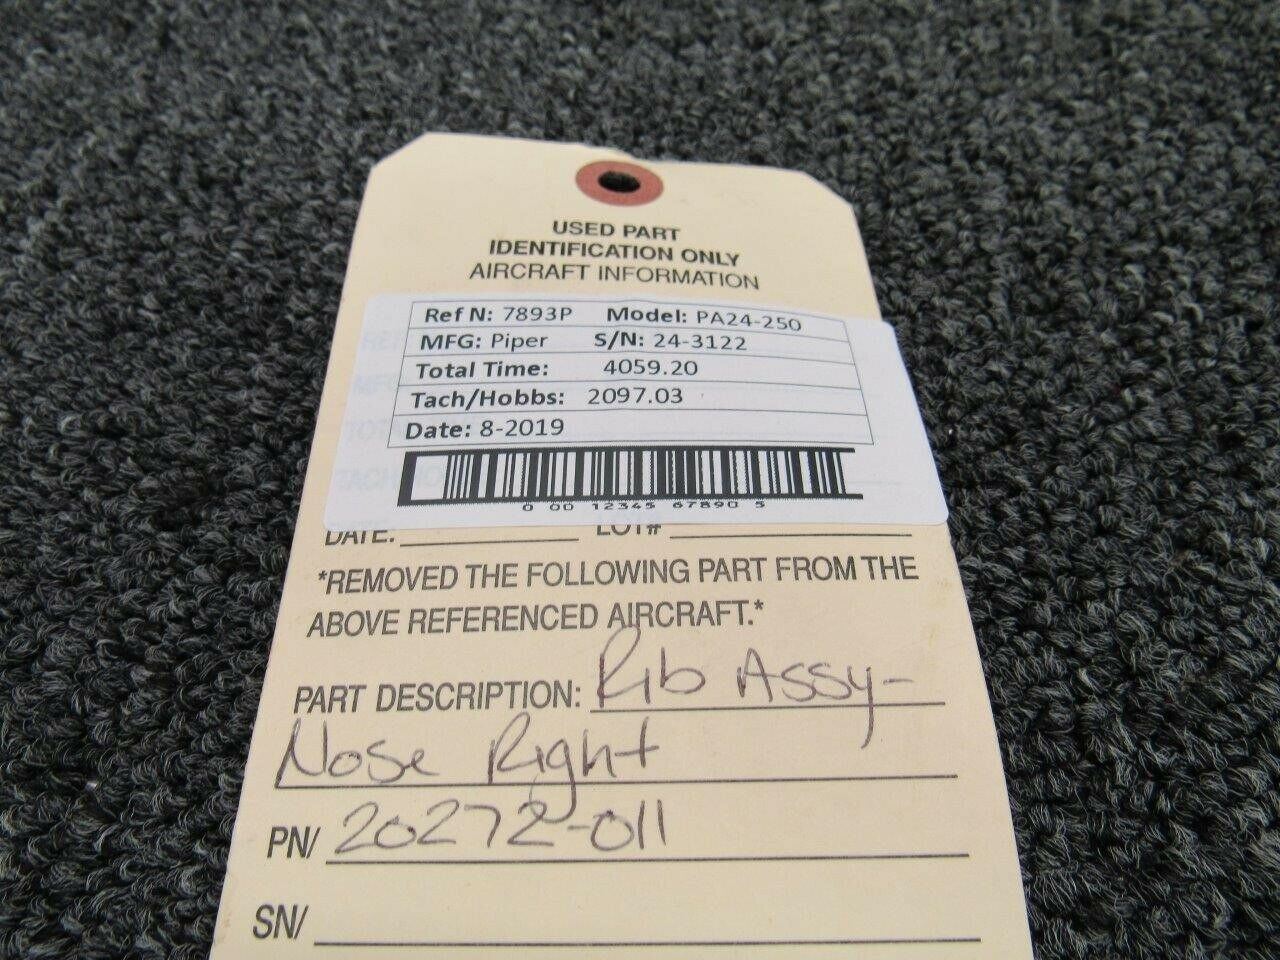 USED PART
IDENTIFICATION ONLY
AIRCRAFT INFORMATION
Ref N: 7893P Model: PA24-250
MFG: Piper S/N: 24-3122
Total Time: 4059.20
Tach/Hobbs: 2097.03
Date: 8-2019
0 00 12345 67890 5
DATE: LOT#
*REMOVED THE FOLLOWING PART FROM THE
ABOVE REFERENCED AIRCRAFT.*
PART DESCRIPTION: Rib Assy-
Nose Right
PN/ 20272-011
SN/